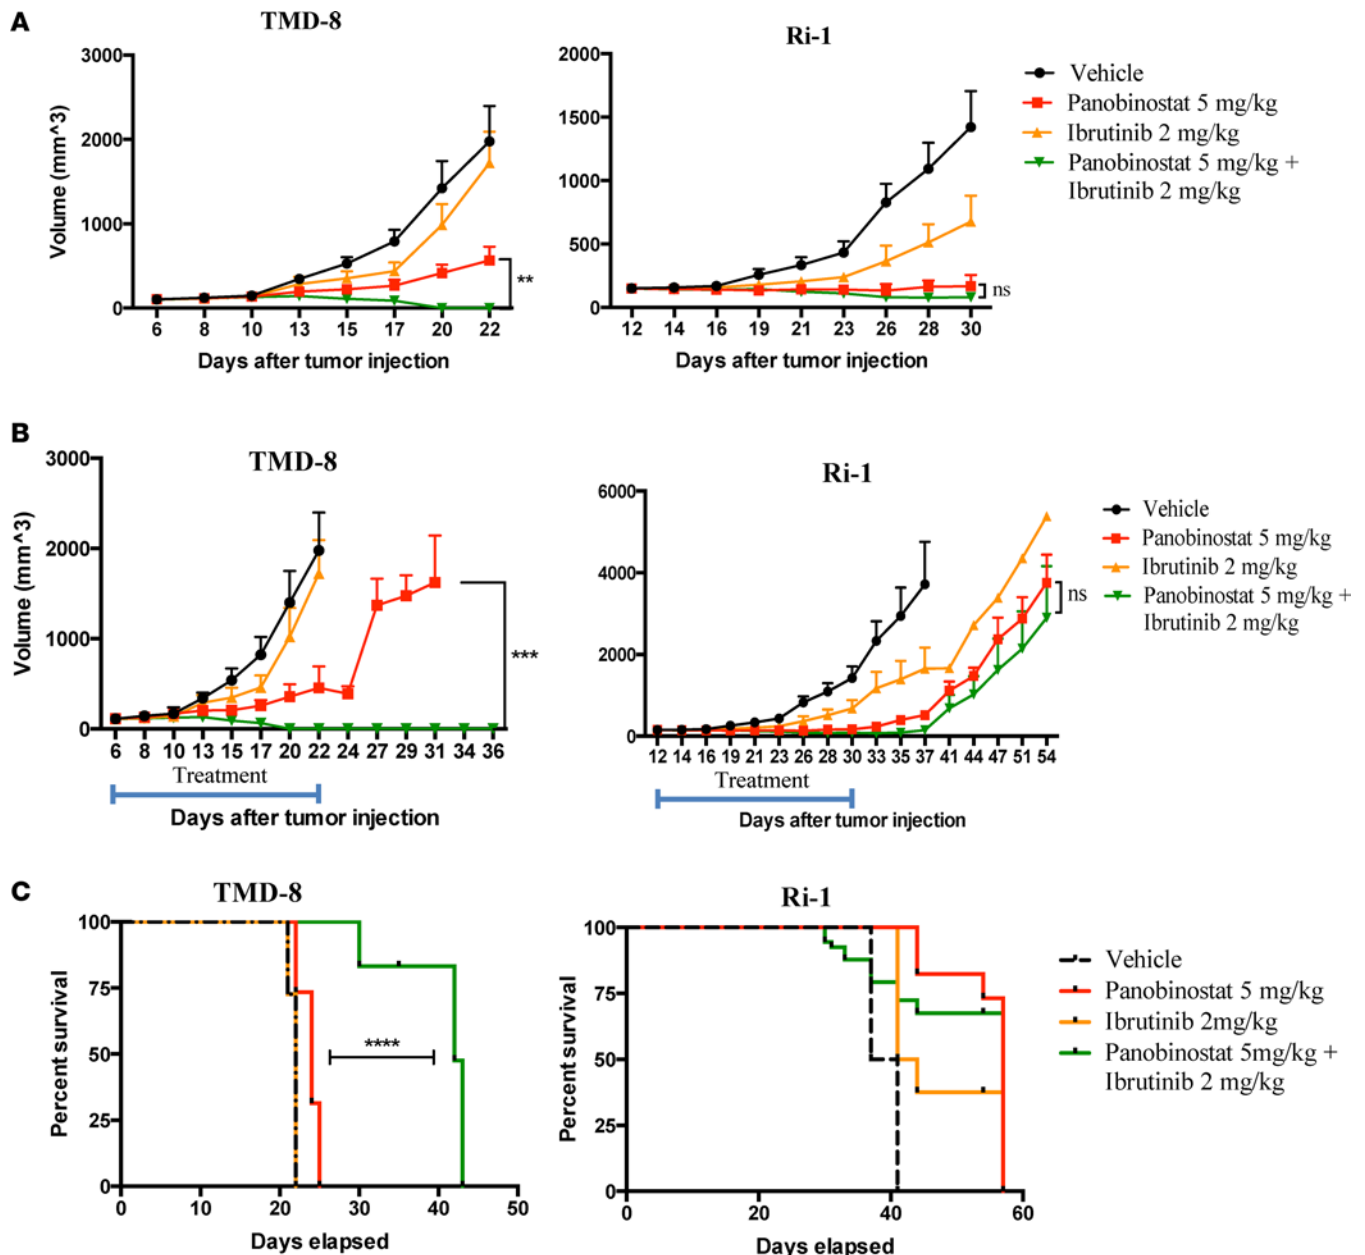 A
TMD-8
Ri-1
Volume (mm^3)
3000
2000
1000
0
6 8 10 13 15 17 20 22
Days after tumor injection
**
2000
1500
1000
500
0
12 14 16 19 21 23 26 28 30
Days after tumor injection
ns
Vehicle
Panobinostat 5 mg/kg
Ibrutinib 2 mg/kg
Panobinostat 5 mg/kg +
Ibrutinib 2 mg/kg
B
TMD-8
Ri-1
Volume (mm^3)
3000
2000
1000
0
6 8 10 13 15 17 20 22 24 27 29 31 34 36
Treatment
Days after tumor injection
***
6000
4000
2000
0
12 14 16 19 21 23 26 28 30 33 35 37 41 44 47 51 54
Treatment
Days after tumor injection
ns
Vehicle
Panobinostat 5 mg/kg
Ibrutinib 2 mg/kg
Panobinostat 5 mg/kg +
Ibrutinib 2 mg/kg
C
TMD-8
Ri-1
Percent survival
100
75
50
25
0
0 10 20 30 40 50
Days elapsed
****
Percent survival
100
75
50
25
0
0 20 40 60
Days elapsed
Vehicle
Panobinostat 5 mg/kg
Ibrutinib 2mg/kg
Panobinostat 5mg/kg +
Ibrutinib 2 mg/kg